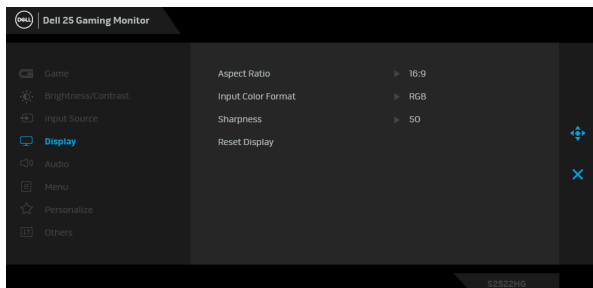 DELL Dell 25 Gaming Monitor
Game
Aspect Ratio 16:9
Brightness/Contrast
Input Color Format RGB
Input Source
Sharpness 50
Display
Reset Display
Audio
Menu
Personalize
Others
S2522HG